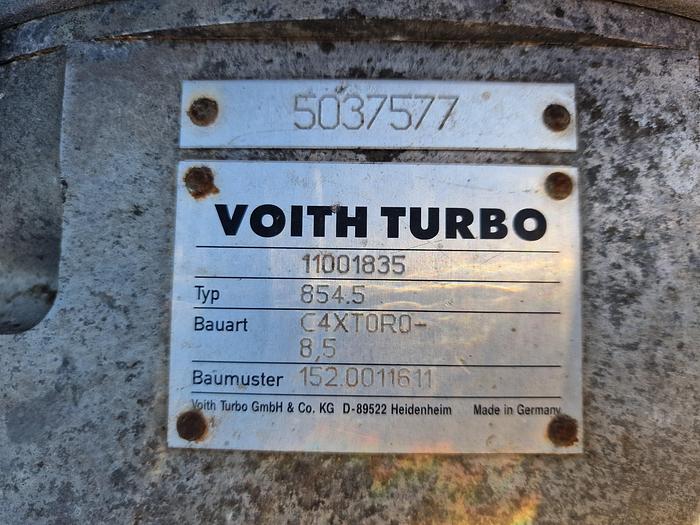 5037577
VOITH TURBO
11001835
Typ 854.5
Bauart C4XTOR0-
8,5
Baumuster 152.0011611
Voith Turbo GmbH & Co. KG D-89522 Heidenheim Made in Germany